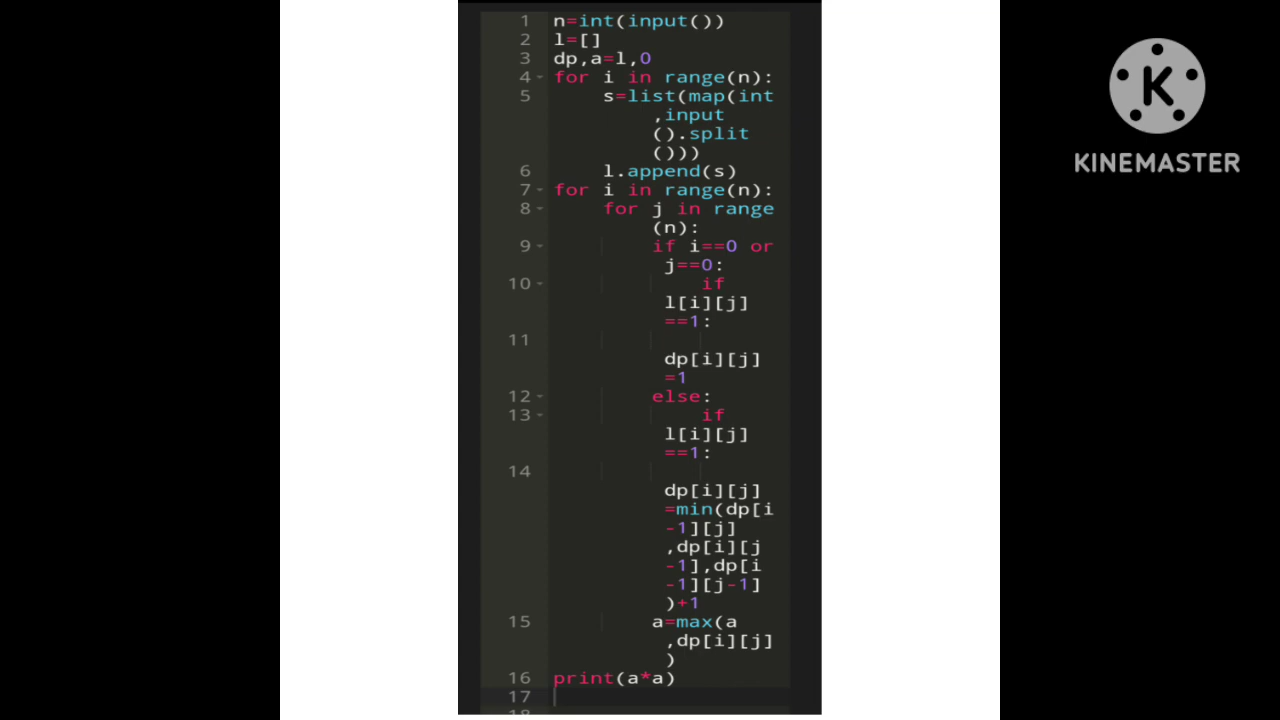 1 n=int(input())
2 l=[]
3 dp,a=l,0
4 for i in range(n):
5 s=list(map(int
,input
().split
()))
6 l.append(s)
7 for i in range(n):
8 for j in range
(n):
9 if i==0 or
j==0:
10 if
l[i][j]
==1:
11
dp[i][j]
=1
12 else:
13 if
l[i][j]
==1:
14
dp[i][j]
=min(dp[i
-1][j]
,dp[i][j
-1],dp[i
-1][j-1]
)+1
15 a=max(a
,dp[i][j]
)
16 print(a*a)
17
K
KINEMASTER